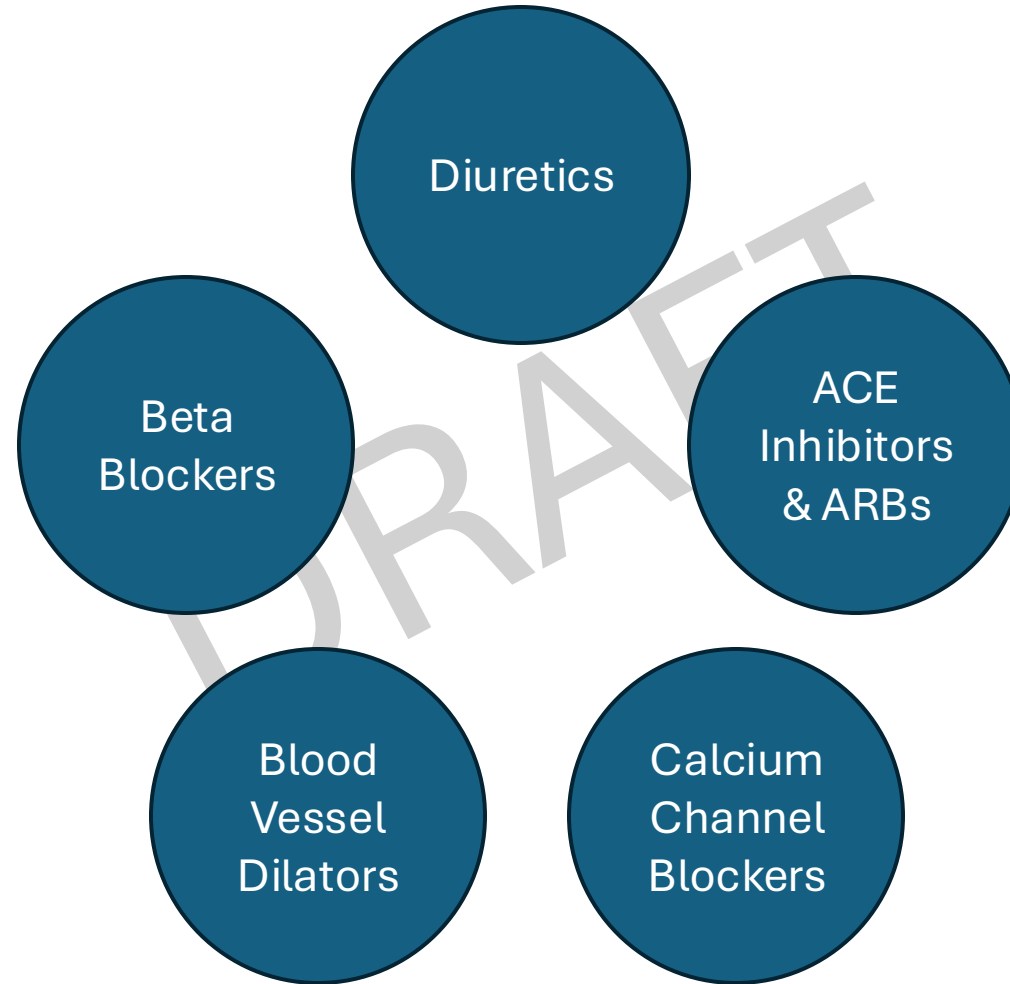 Diuretics
Beta
Blockers
ACE
Inhibitors
& ARBs
DRAFT
Blood
Vessel
Dilators
Calcium
Channel
Blockers